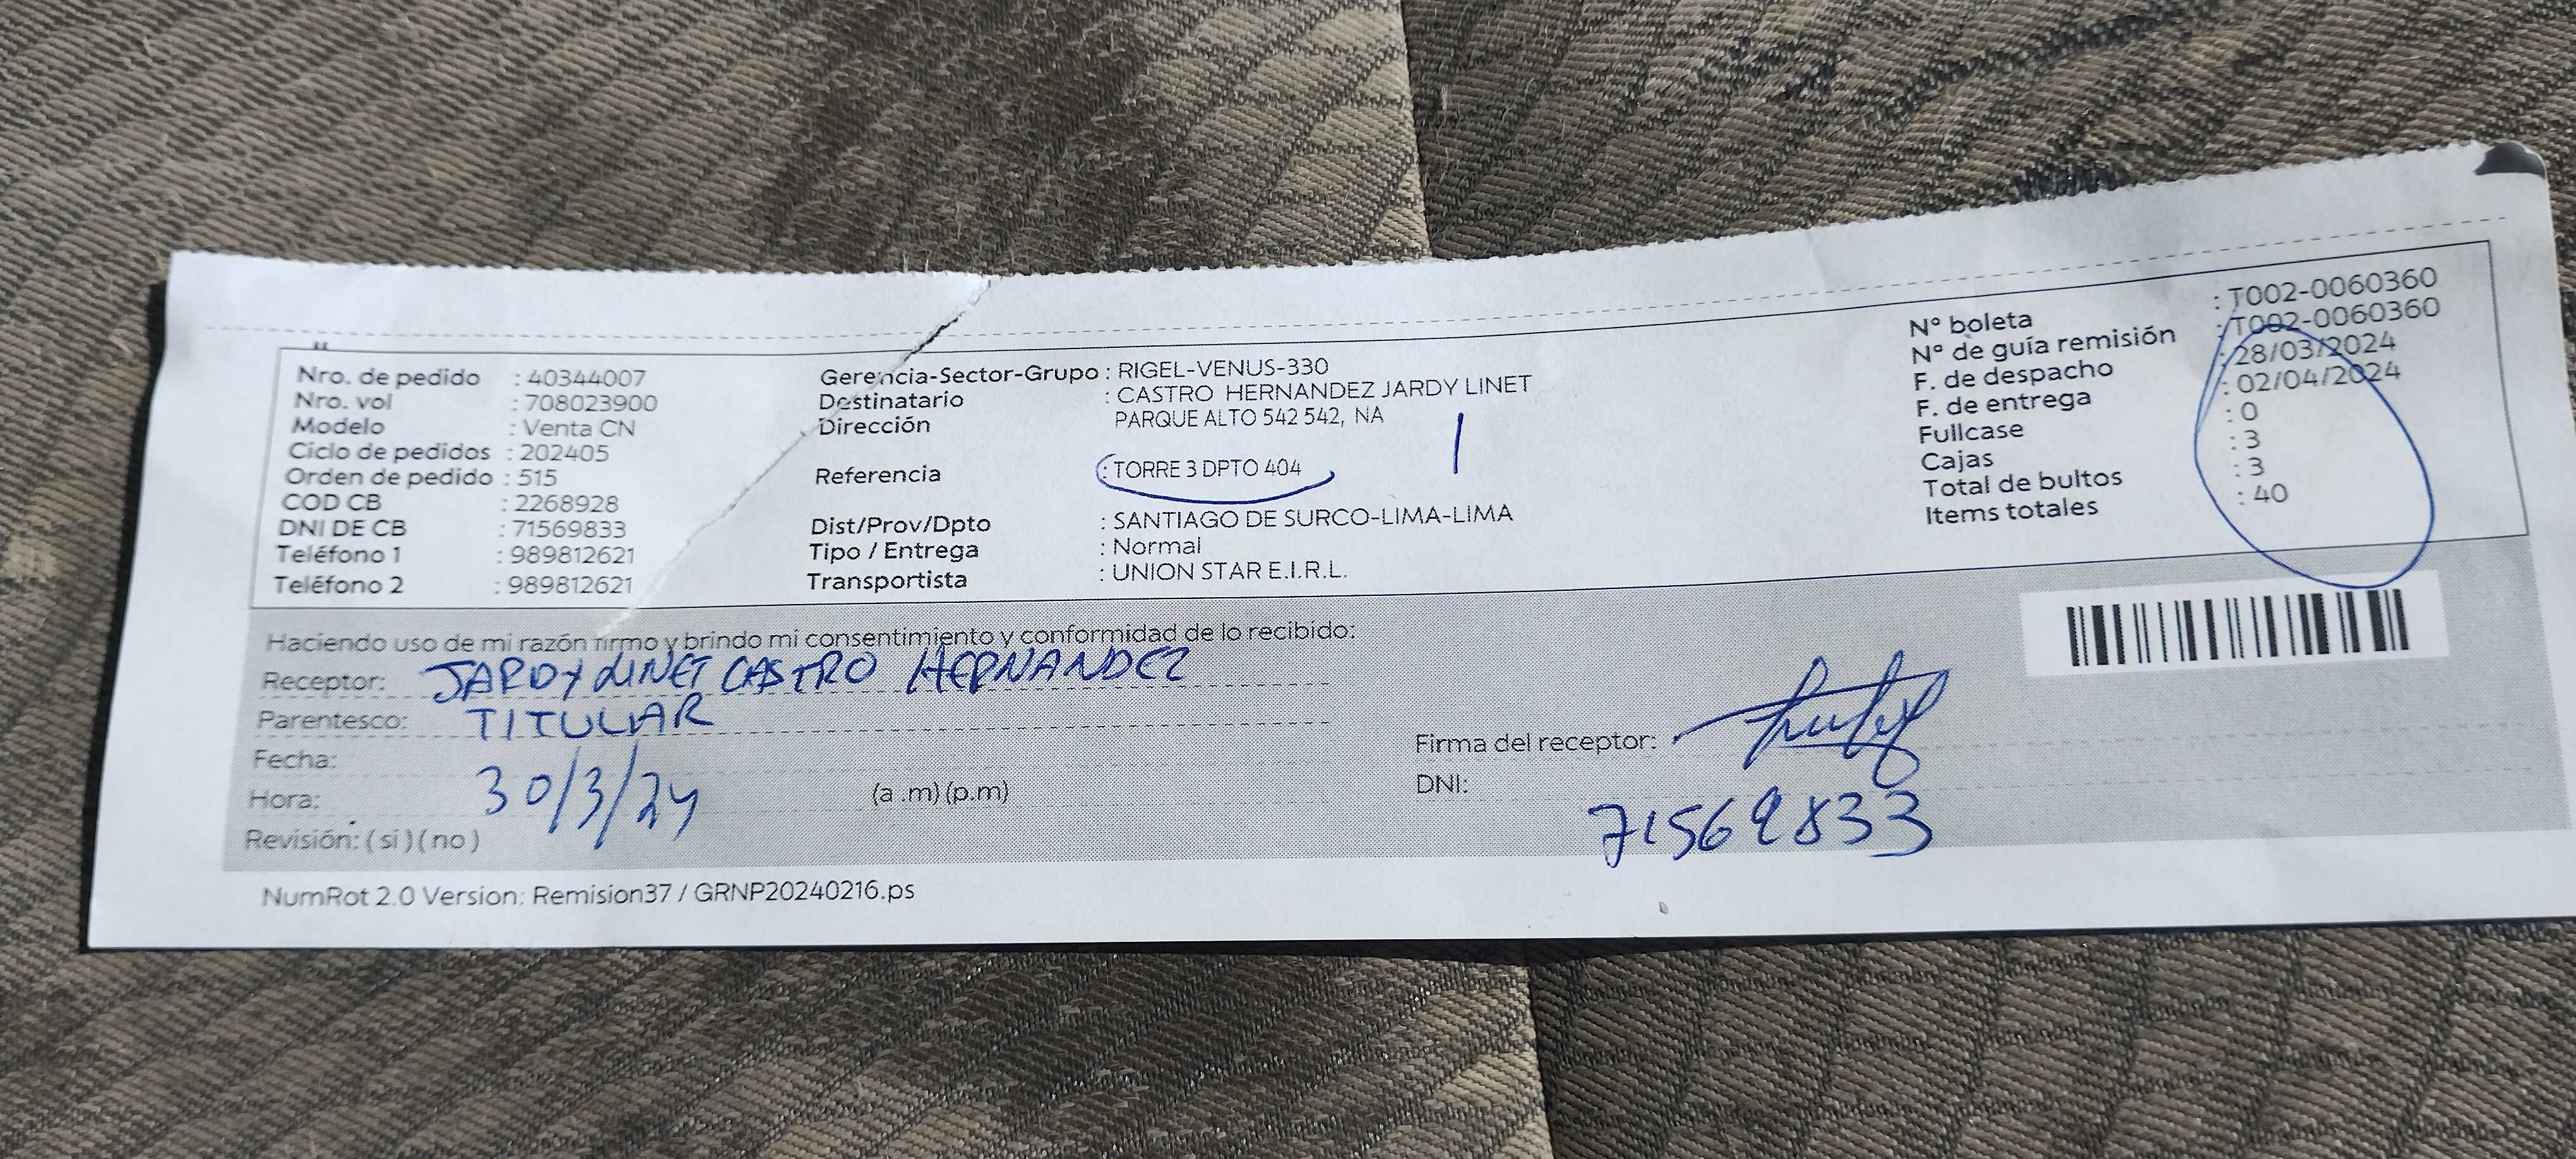 Nro. de pedido : 40344007
Nro. vol : 708023900
Modelo : Venta CN
Ciclo de pedidos : 202405
Orden de pedido : 515
COD CB : 2268928
DNI DE CB : 71569833
Teléfono 1 : 989812621
Teléfono 2 : 989812621
Gerencia-Sector-Grupo : RIGEL-VENUS-330
Destinatario : CASTRO HERNANDEZ JARDY LINET
Dirección PARQUE ALTO 542 542, NA
Referencia : TORRE 3 DPTO 404
Dist/Prov/Dpto : SANTIAGO DE SURCO-LIMA-LIMA
Tipo / Entrega : Normal
Transportista : UNION STAR E.I.R.L.
N° boleta : T002-0060360
N° de guía remisión : T002-0060360
F. de despacho : 28/03/2024
F. de entrega : 02/04/2024
Fullcase : 0
Cajas : 3
Total de bultos : 3
Items totales : 40
Haciendo uso de mi razón firmo y brindo mi consentimiento y conformidad de lo recibido:
Receptor: JARDY LINET CASTRO HERNANDEZ
Parentesco: TITULAR
Fecha: 30/3/24
Hora: (a .m) (p.m)
Revisión: ( si ) ( no )
Firma del receptor:
DNI: 71569833
NumRot 2.0 Version: Remision37 / GRNP20240216.ps